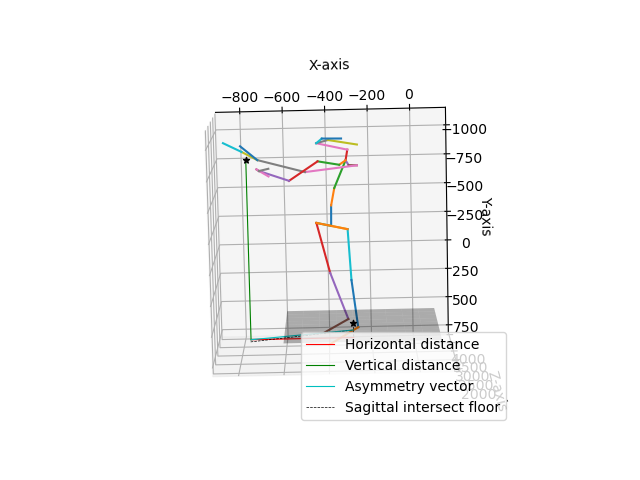 X-axis
−800 −600 −400 −200 0
−1000
−750
−500
−250
Y-axis
0
250
500
750
Horizontal distance
Vertical distance
Asymmetry vector
Sagittal intersect floor
Z-axis